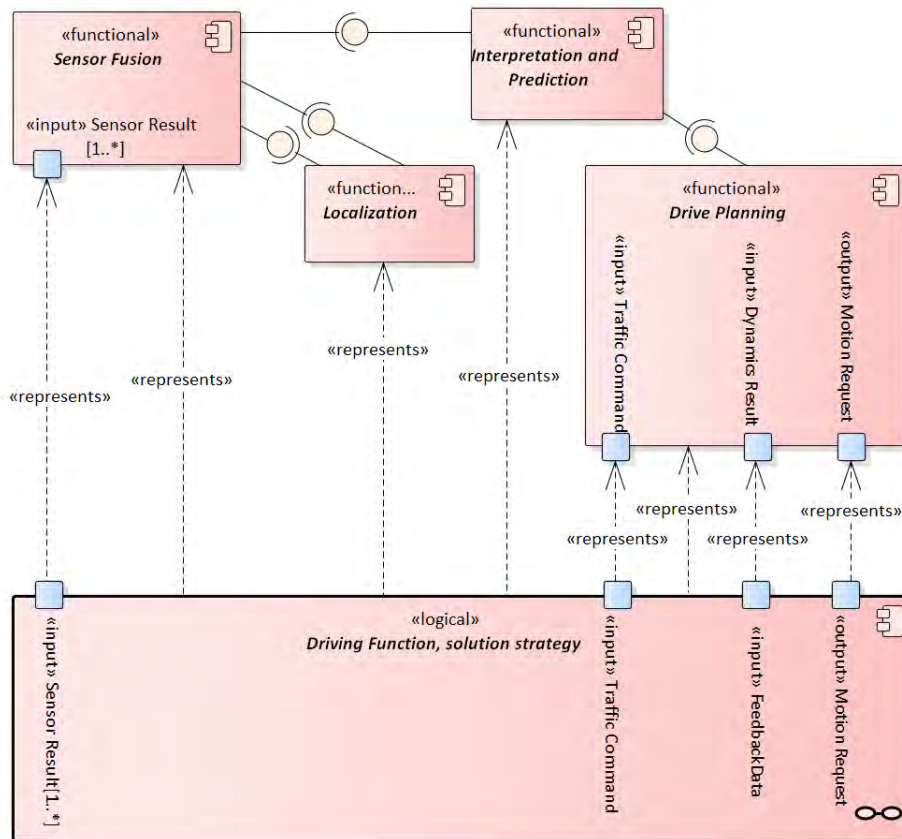 «functional»
Sensor Fusion
«input» Sensor Result
[1..*]
«functional»
Interpretation and
Prediction
«function...
Localization
«functional»
Drive Planning
«input» Traffic Command
«input» Dynamics Result
«output» Motion Request
«represents»
«represents»
«represents»
«represents»
«represents»
«represents»
«represents»
«represents»
«logical»
Driving Function, solution strategy
«input» Sensor Result[1..*]
«input» Traffic Command
«input» FeedbackData
«output» Motion Request